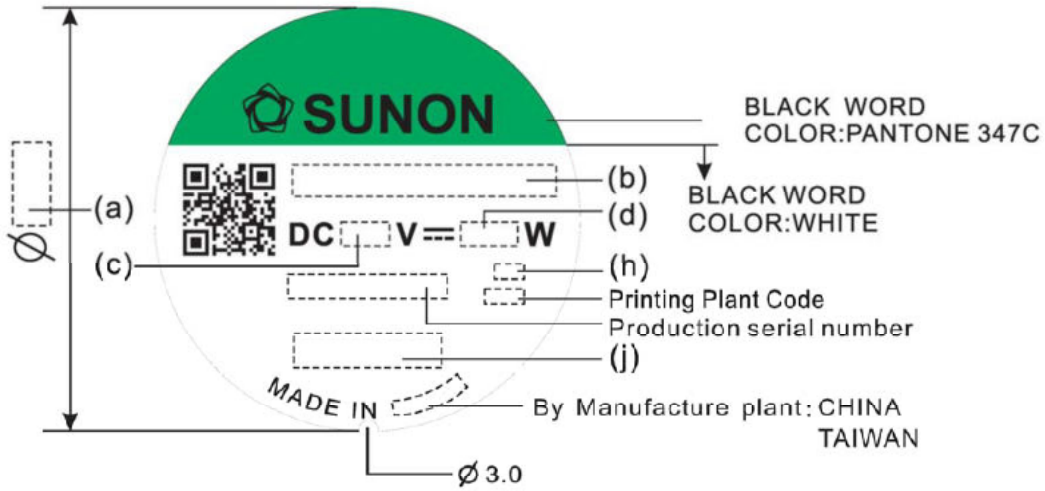 SUNON
BLACK WORD
COLOR:PANTONE 347C
BLACK WORD
COLOR:WHITE
(a)
(b)
(d)
DC V W
(c)
(h)
Printing Plant Code
Production serial number
(j)
MADE IN
By Manufacture plant: CHINA
TAIWAN
Ø
Ø 3.0